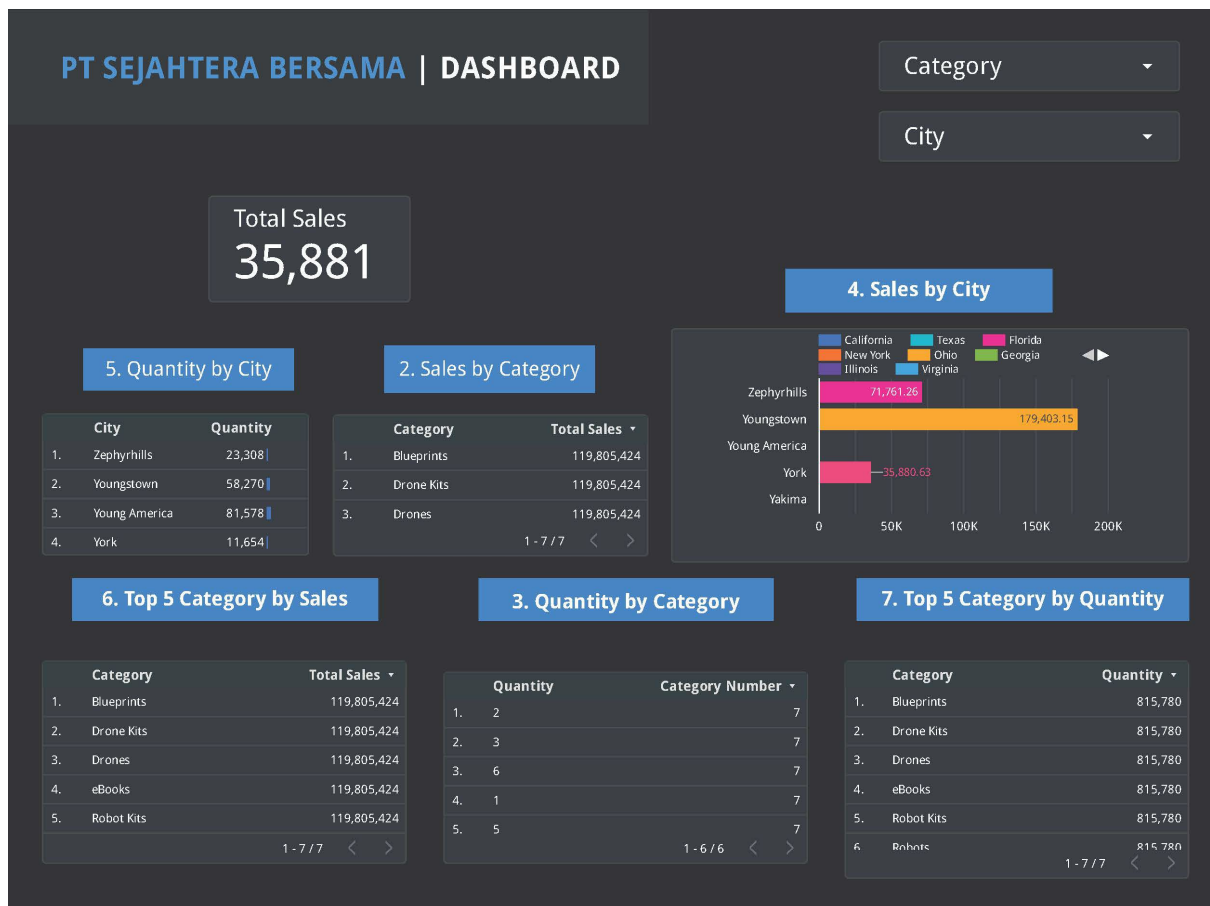 PT SEJAHTERA BERSAMA | DASHBOARD
Category
City
Total Sales
35,881
4. Sales by City
California Texas Florida
New York Ohio Georgia
Illinois Virginia
Zephyrhills 71,761.26
Youngstown 179,403.15
Young America
York 35,880.63
Yakima
0 50K 100K 150K 200K
5. Quantity by City
City Quantity
1. Zephyrhills 23,308
2. Youngstown 58,270
3. Young America 81,578
4. York 11,654
2. Sales by Category
Category Total Sales
1. Blueprints 119,805,424
2. Drone Kits 119,805,424
3. Drones 119,805,424
1 - 7 / 7
6. Top 5 Category by Sales
Category Total Sales
1. Blueprints 119,805,424
2. Drone Kits 119,805,424
3. Drones 119,805,424
4. eBooks 119,805,424
5. Robot Kits 119,805,424
1 - 7 / 7
3. Quantity by Category
Quantity Category Number
1. 2 7
2. 3 7
3. 6 7
4. 1 7
5. 5 7
1 - 6 / 6
7. Top 5 Category by Quantity
Category Quantity
1. Blueprints 815,780
2. Drone Kits 815,780
3. Drones 815,780
4. eBooks 815,780
5. Robot Kits 815,780
6. Robots 815,780
1 - 7 / 7